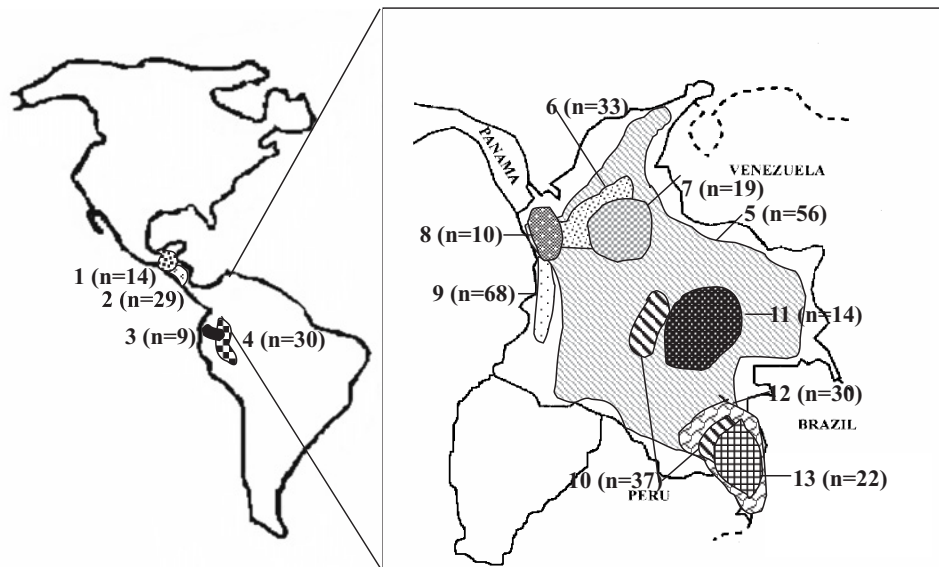 1 (n=14)
2 (n=29)
3 (n=9)
4 (n=30)
PANAMA
6 (n=33)
VENEZUELA
7 (n=19)
5 (n=56)
8 (n=10)
9 (n=68)
11 (n=14)
12 (n=30)
BRAZIL
10 (n=37)
PERU
13 (n=22)